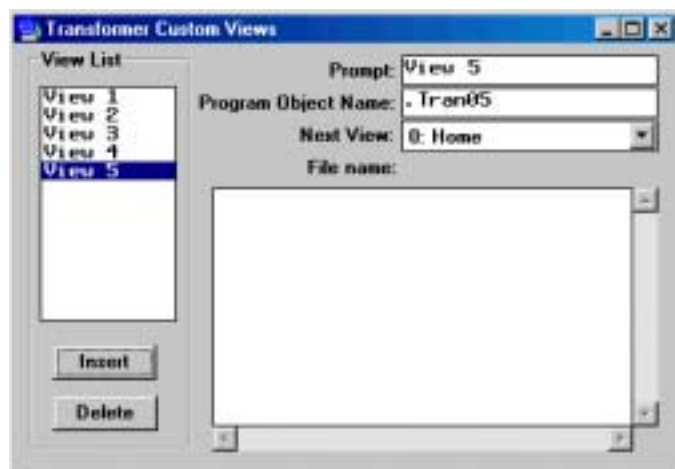 Transformer Custom Views
View List
View 1
View 2
View 3
View 4
View 5
Insert
Delete
Prompt: View 5
Program Object Name: .Tran05
Next View: 0: Home
File name: